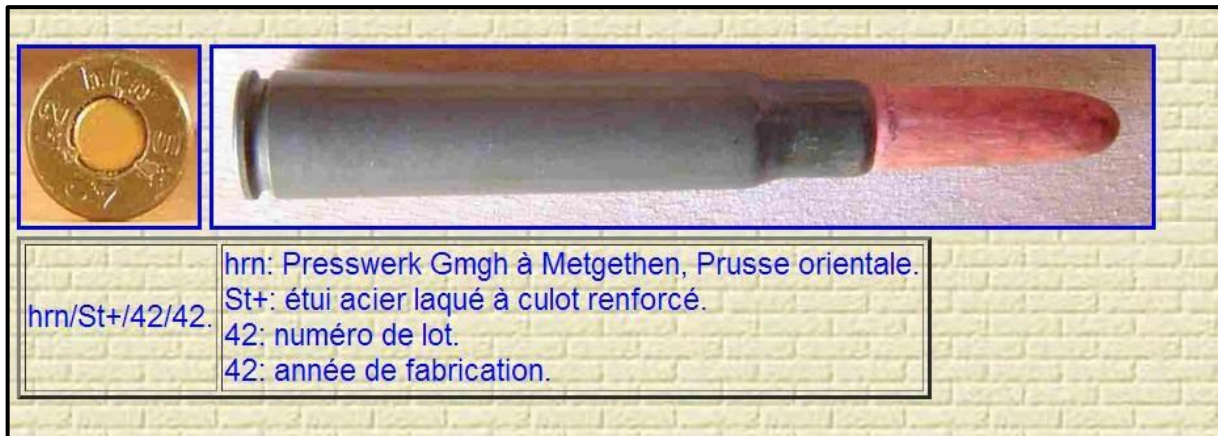 hrn/St+/42/42.
hrn: Presswerk Gmgh à Metgethen, Prusse orientale.
St+: étui acier laqué à culot renforcé.
42: numéro de lot.
42: année de fabrication.